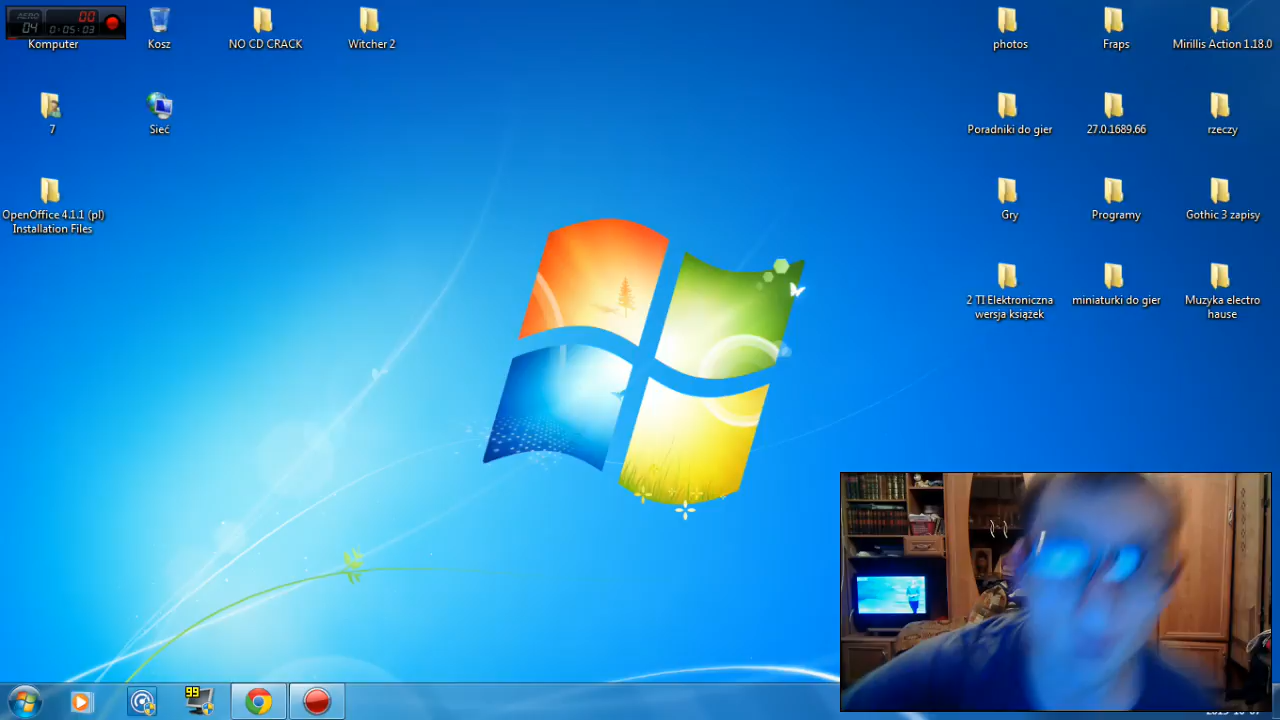 00
04 0:05:03
Komputer
Kosz
NO CD CRACK
Witcher 2
photos
Fraps
Mirillis Action 1.18.0
7
Sieć
Poradniki do gier
27.0.1689.66
rzeczy
OpenOffice 4.1.1 (pl)
Installation Files
Gry
Programy
Gothic 3 zapisy
2 TI Elektroniczna
wersja książek
miniaturki do gier
Muzyka electro
hause
99